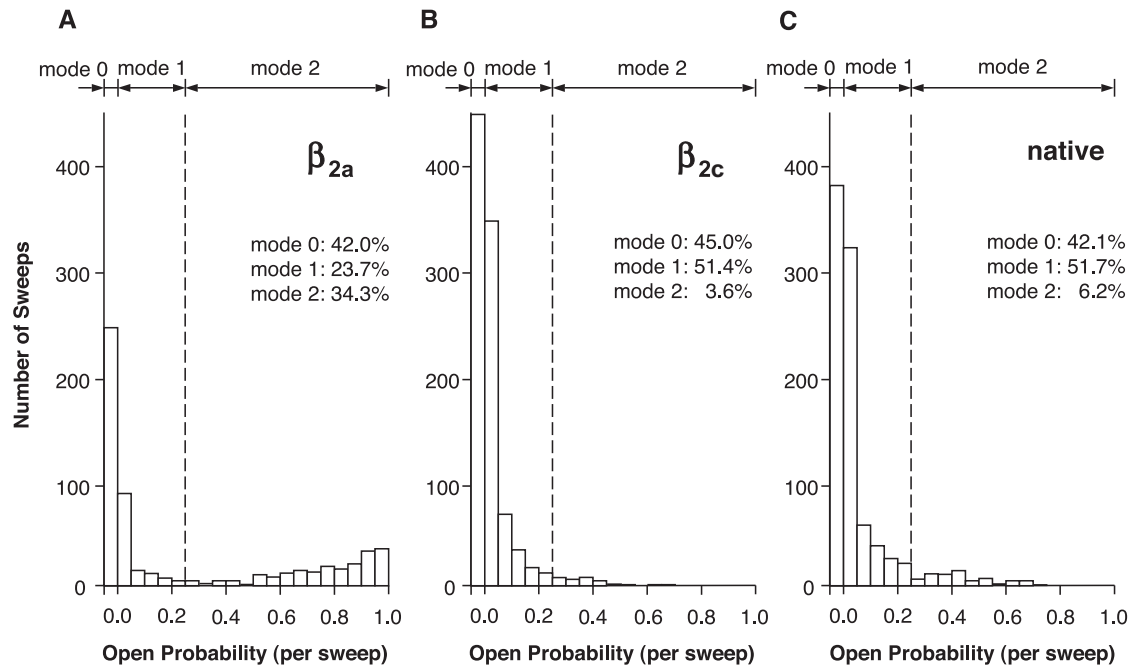 A
B
C
mode 0 mode 1 mode 2
mode 0 mode 1 mode 2
mode 0 mode 1 mode 2
Number of Sweeps
400
300
200
100
0
β2a
mode 0: 42.0%
mode 1: 23.7%
mode 2: 34.3%
0.0 0.2 0.4 0.6 0.8 1.0
Open Probability (per sweep)
400
300
200
100
0
β2c
mode 0: 45.0%
mode 1: 51.4%
mode 2: 3.6%
0.0 0.2 0.4 0.6 0.8 1.0
Open Probability (per sweep)
400
300
200
100
0
native
mode 0: 42.1%
mode 1: 51.7%
mode 2: 6.2%
0.0 0.2 0.4 0.6 0.8 1.0
Open Probability (per sweep)